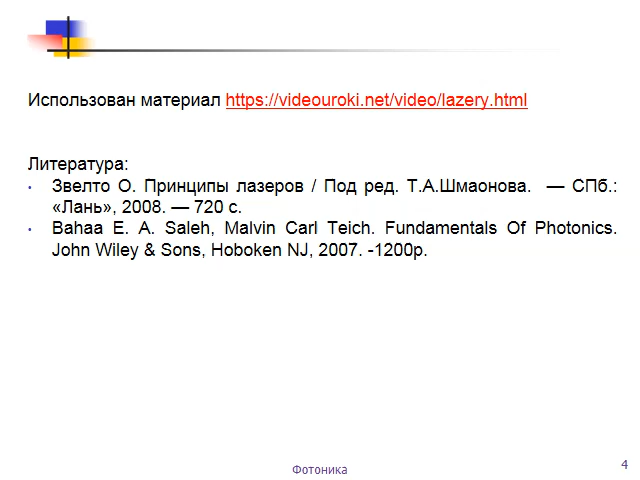 Использован материал https://videouroki.net/video/lazery.html
Литература:
• Звелто О. Принципы лазеров / Под ред. Т.А.Шмаонова. — СПб.:
«Лань», 2008. — 720 с.
• Bahaa E. A. Saleh, Malvin Carl Teich. Fundamentals Of Photonics.
John Wiley & Sons, Hoboken NJ, 2007. -1200p.
Фотоника
4